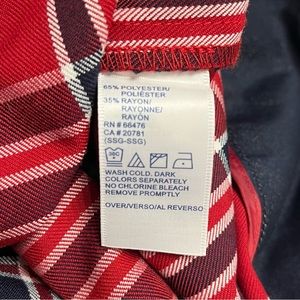 65% POLYESTER/
POLIÉSTER
35% RAYON/
RAYONNE/
RAYÓN
RN # 66476
CA # 20781
(SSG-SSG)
WASH COLD. DARK
COLORS SEPARATELY
NO CHLORINE BLEACH
REMOVE PROMPTLY
OVER/VERSO/AL REVERSO